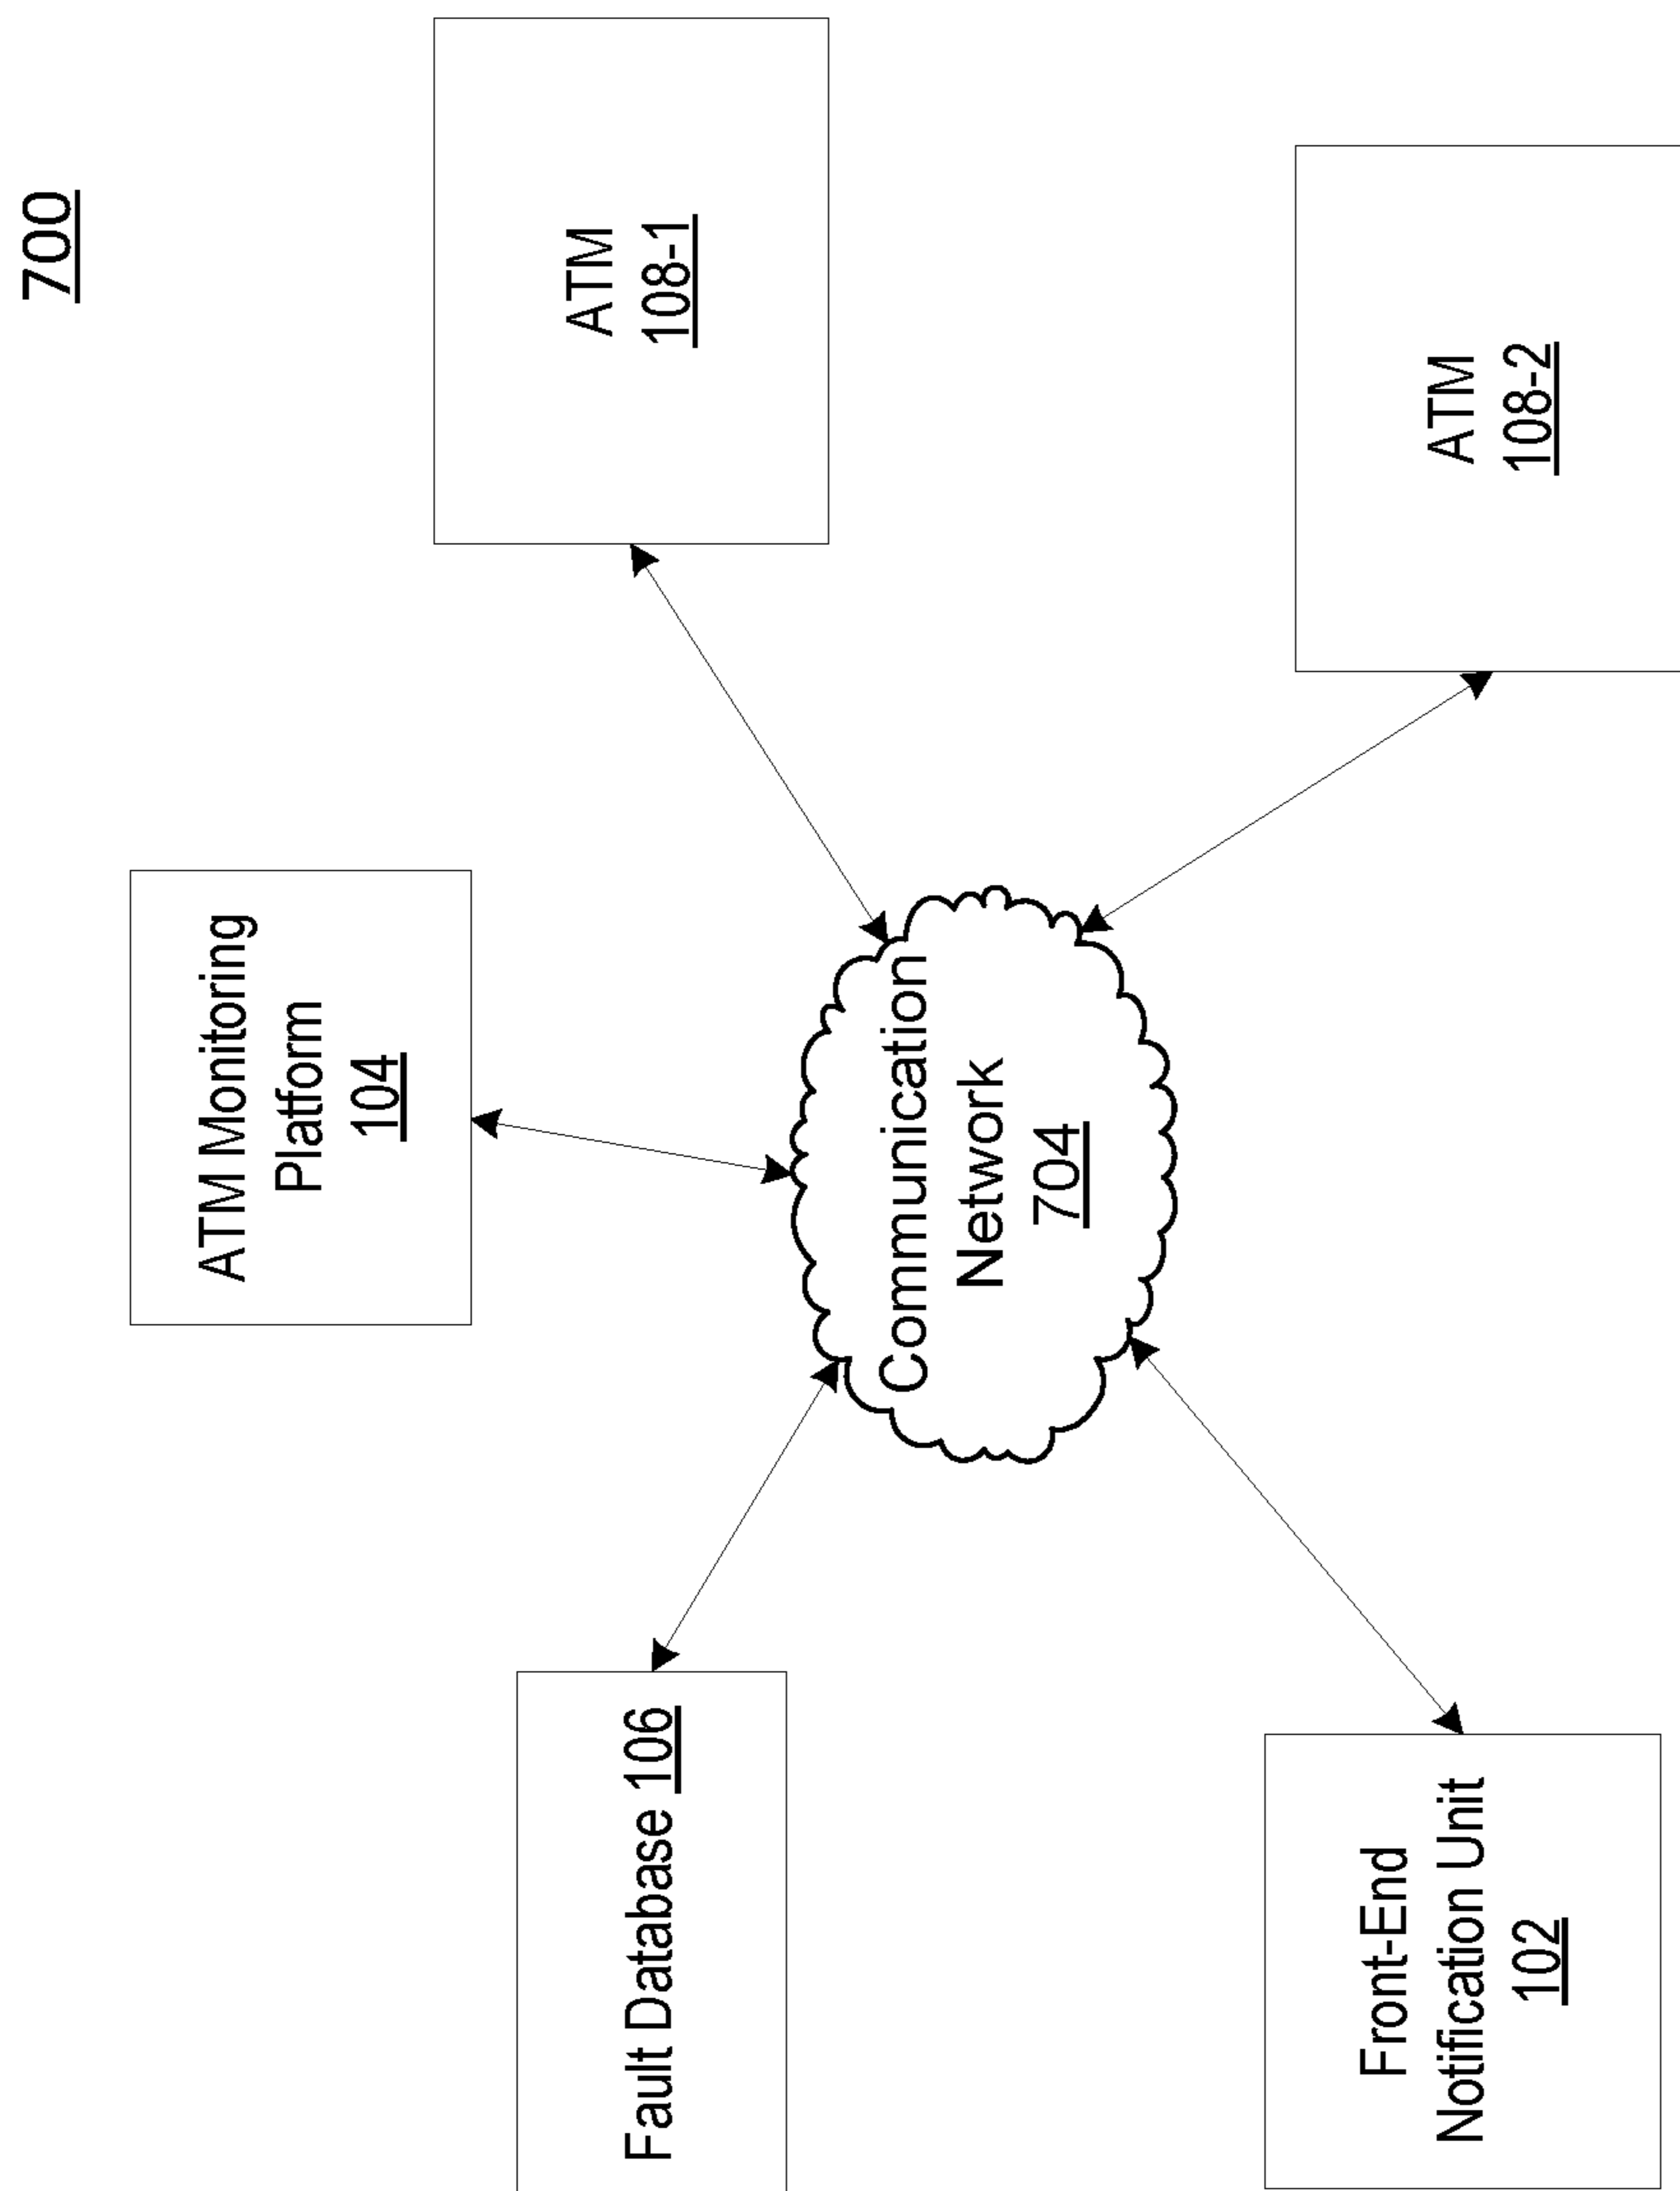 700
ATM Monitoring
Platform
104
Fault Database 106
ATM
108-1
Communication
Network
704
Front-End
Notification Unit
102
ATM
108-2